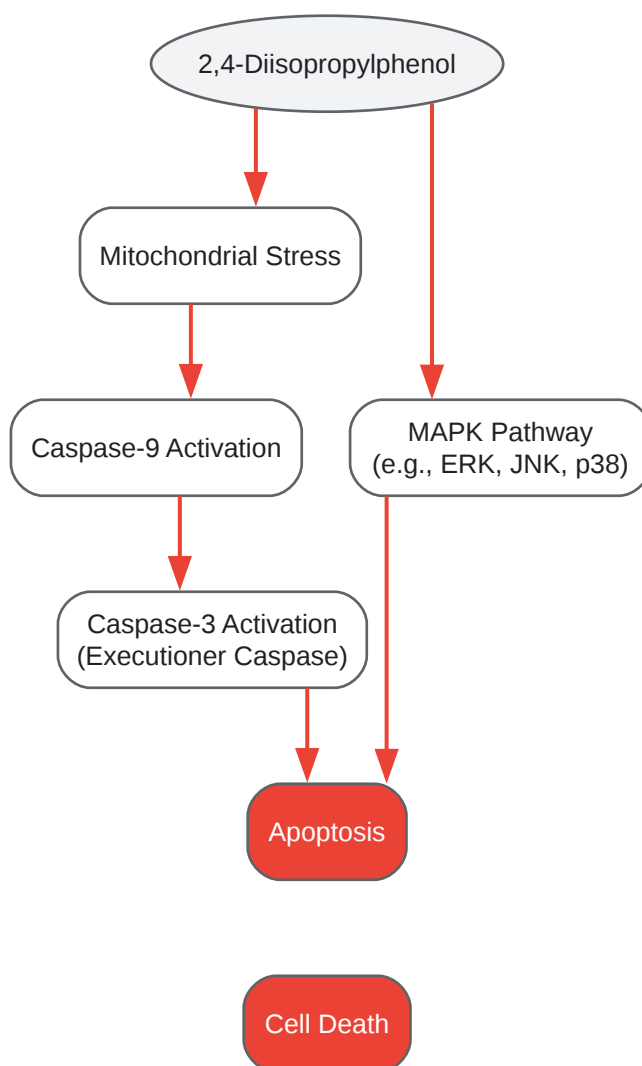 2,4-Diisopropylphenol
Mitochondrial Stress
Caspase-9 Activation
MAPK Pathway
(e.g., ERK, JNK, p38)
Caspase-3 Activation
(Executioner Caspase)
Apoptosis
Cell Death